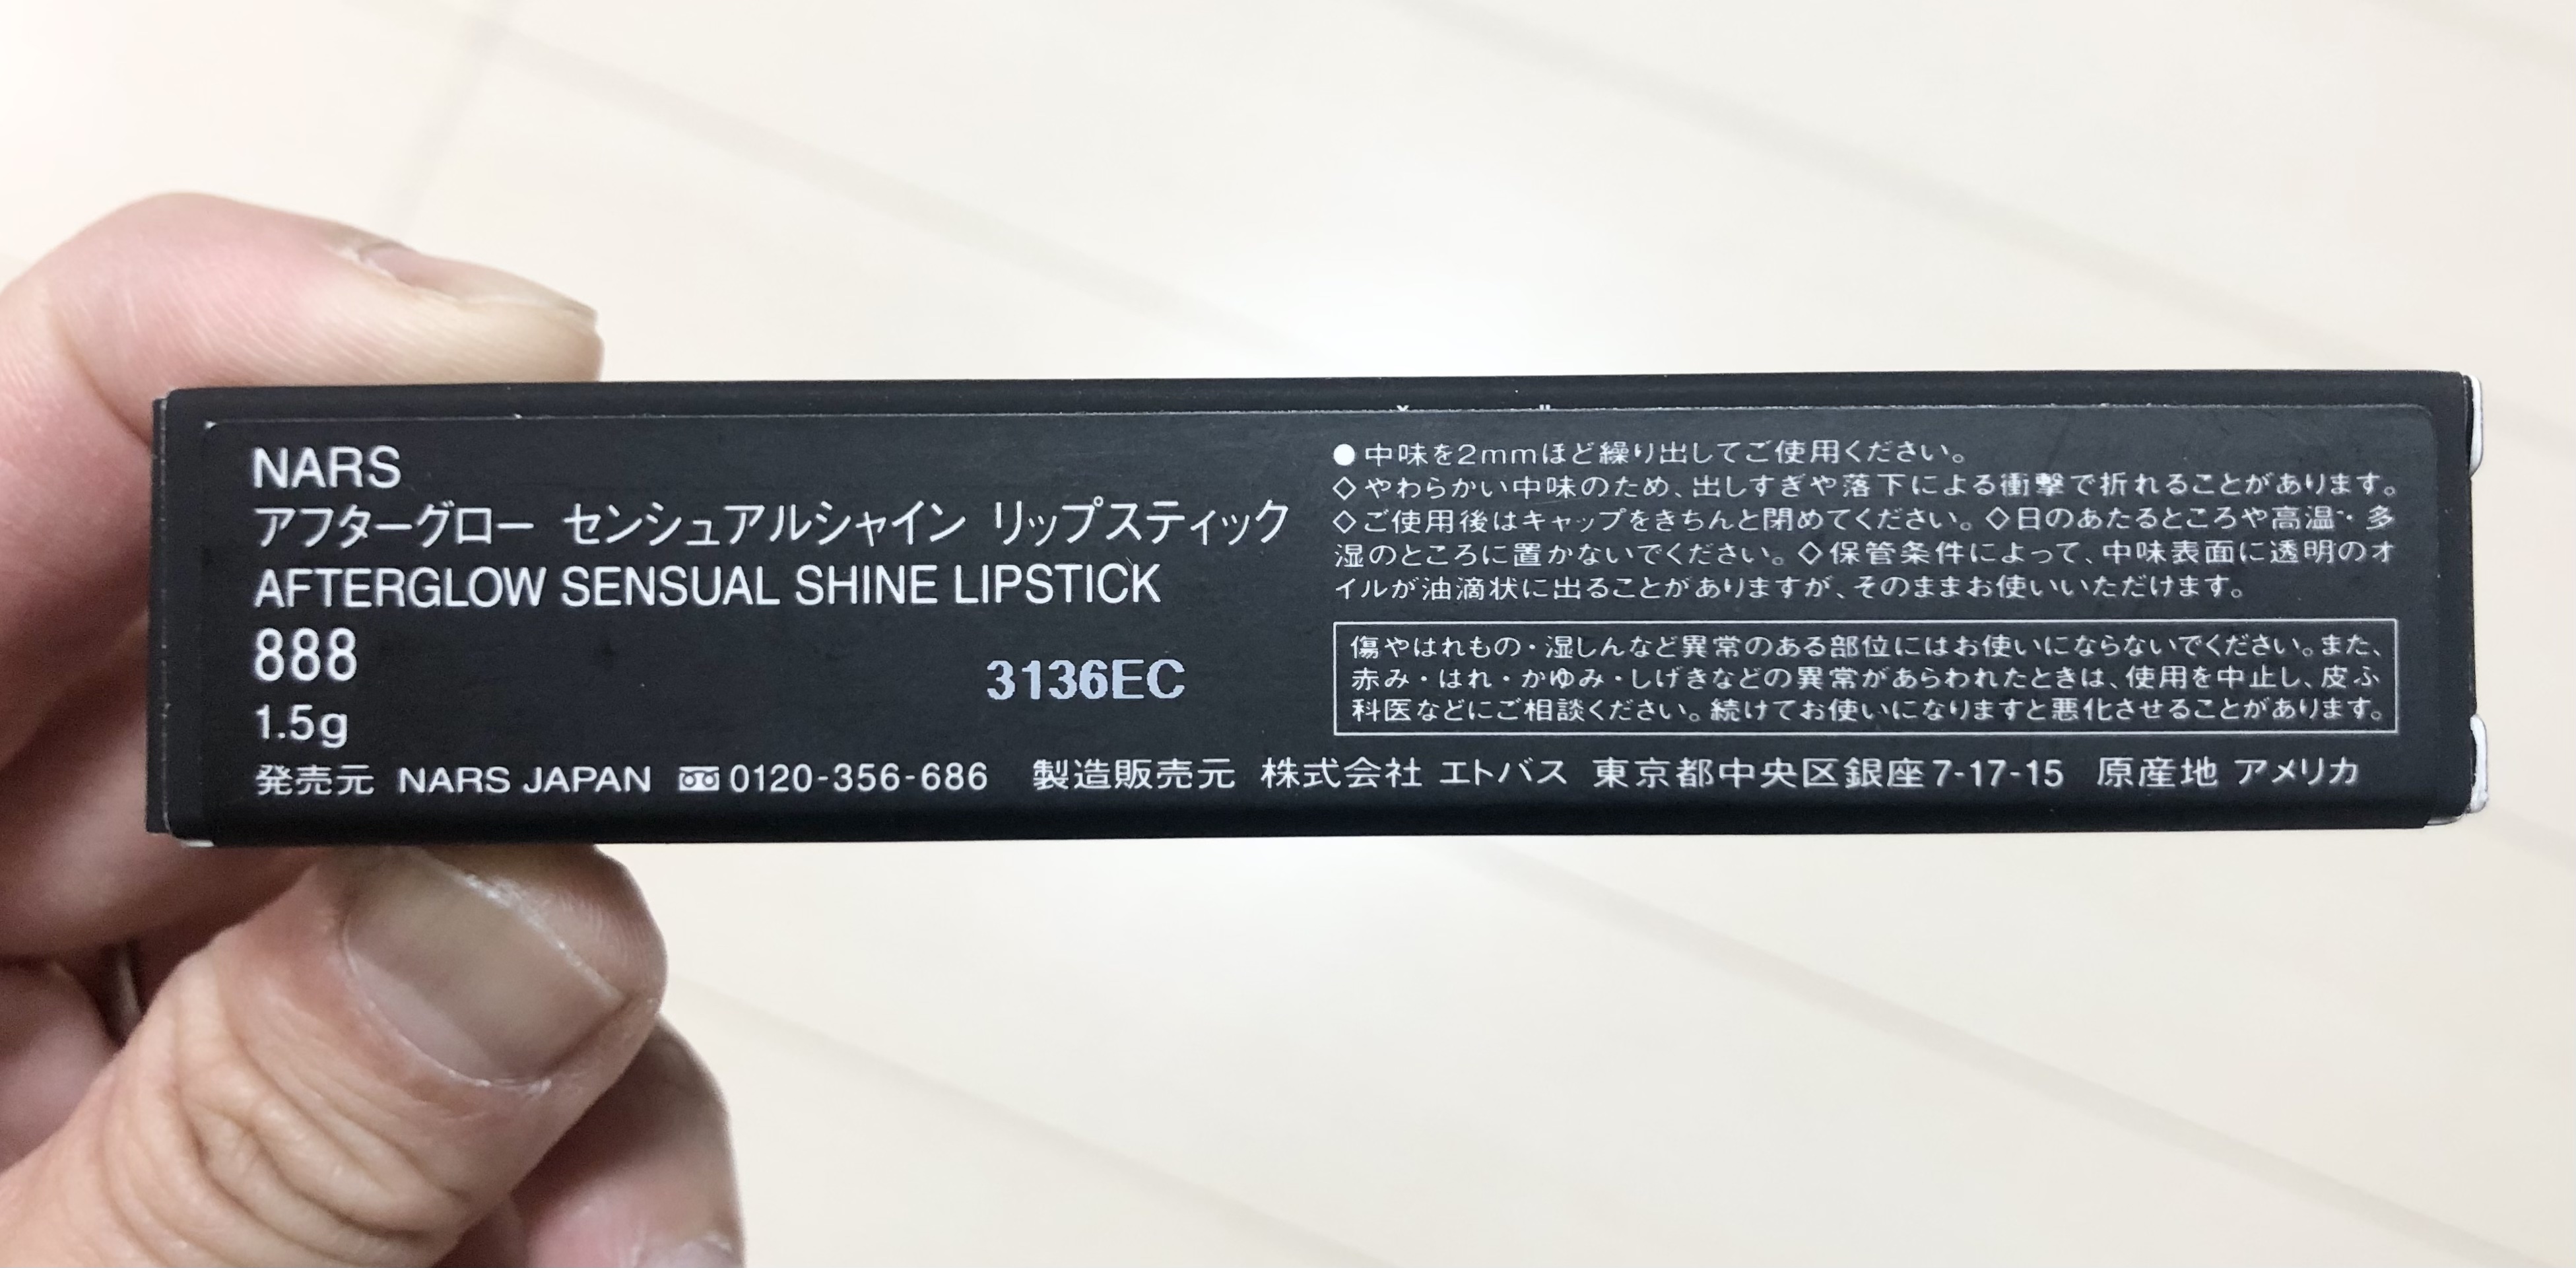 NARS
アフターグロー センシュアルシャイン リップスティック
AFTERGLOW SENSUAL SHINE LIPSTICK
888
3136EC
1.5g
●中味を2mmほど繰り出してご使用ください。
◇やわらかい中味のため、出しすぎや落下による衝撃で折れることがあります。
◇ご使用後はキャップをきちんと閉めてください。◇日のあたるところや高温・多
湿のところに置かないでください。◇保管条件によって、中味表面に透明のオ
イルが油滴状に出ることがありますが、そのままお使いいただけます。
傷やはれもの・湿しんなど異常のある部位にはお使いにならないでください。また、
赤み・はれ・かゆみ・しげきなどの異常があらわれたときは、使用を中止し、皮ふ
科医などにご相談ください。続けてお使いになりますと悪化させることがあります。
発売元 NARS JAPAN 0120-356-686 製造販売元 株式会社 エトバス 東京都中央区銀座7-17-15 原産地 アメリカ